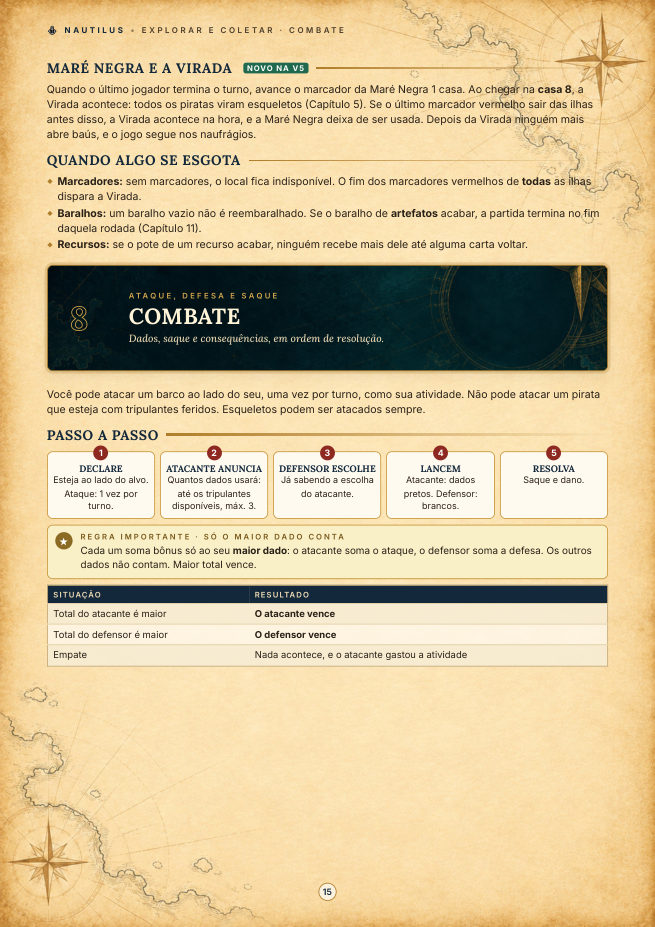 NAUTILUS • EXPLORAR E COLETAR · COMBATE
MARÉ NEGRA E A VIRADA NOVO NA V5
Quando o último jogador termina o turno, avance o marcador da Maré Negra 1 casa. Ao chegar na casa 8, a
Virada acontece: todos os piratas viram esqueletos (Capítulo 5). Se o último marcador vermelho sair das ilhas
antes disso, a Virada acontece na hora, e a Maré Negra deixa de ser usada. Depois da Virada ninguém mais
abre baús, e o jogo segue nos naufrágios.
QUANDO ALGO SE ESGOTA
Marcadores: sem marcadores, o local fica indisponível. O fim dos marcadores vermelhos de todas as ilhas
dispara a Virada.
Baralhos: um baralho vazio não é reembaralhado. Se o baralho de artefatos acabar, a partida termina no fim
daquela rodada (Capítulo 11).
Recursos: se o pote de um recurso acabar, ninguém recebe mais dele até alguma carta voltar.
8
ATAQUE, DEFESA E SAQUE
COMBATE
Dados, saque e consequências, em ordem de resolução.
Você pode atacar um barco ao lado do seu, uma vez por turno, como sua atividade. Não pode atacar um pirata
que esteja com tripulantes feridos. Esqueletos podem ser atacados sempre.
PASSO A PASSO
1
DECLARE
Esteja ao lado do alvo.
Ataque: 1 vez por
turno.
2
ATACANTE ANUNCIA
Quantos dados usará:
até os tripulantes
disponíveis, máx. 3.
3
DEFENSOR ESCOLHE
Já sabendo a escolha
do atacante.
4
LANCEM
Atacante: dados
pretos. Defensor:
brancos.
5
RESOLVA
Saque e dano.
REGRA IMPORTANTE · SÓ O MAIOR DADO CONTA
Cada um soma bônus só ao seu maior dado: o atacante soma o ataque, o defensor soma a defesa. Os outros
dados não contam. Maior total vence.
SITUAÇÃO RESULTADO
Total do atacante é maior O atacante vence
Total do defensor é maior O defensor vence
Empate Nada acontece, e o atacante gastou a atividade
15